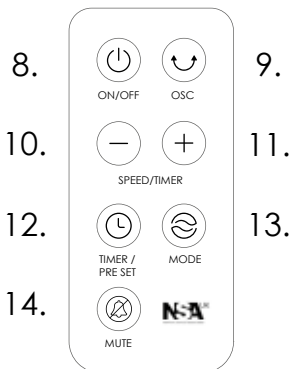 8.
9.
ON/OFF
OSC
10.
11.
SPEED/TIMER
12.
13.
TIMER /
PRE SET
MODE
14.
NSA
MUTE